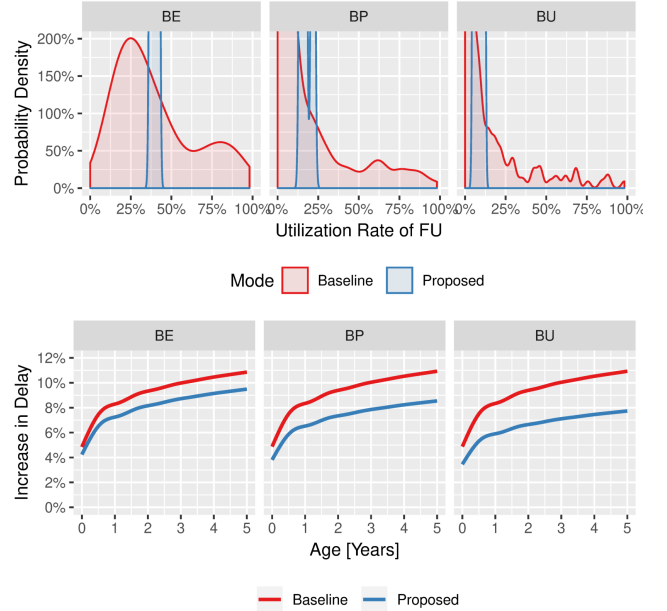 BE BP BU
200%
150%
100%
50%
0%
Probability Density
0% 25% 50% 75% 100% 0% 25% 50% 75% 100% 0% 25% 50% 75% 100%
Utilization Rate of FU
Mode Baseline Proposed
BE BP BU
12%
10%
8%
6%
4%
2%
0%
Increase in Delay
0 1 2 3 4 5 0 1 2 3 4 5 0 1 2 3 4 5
Age [Years]
Baseline Proposed